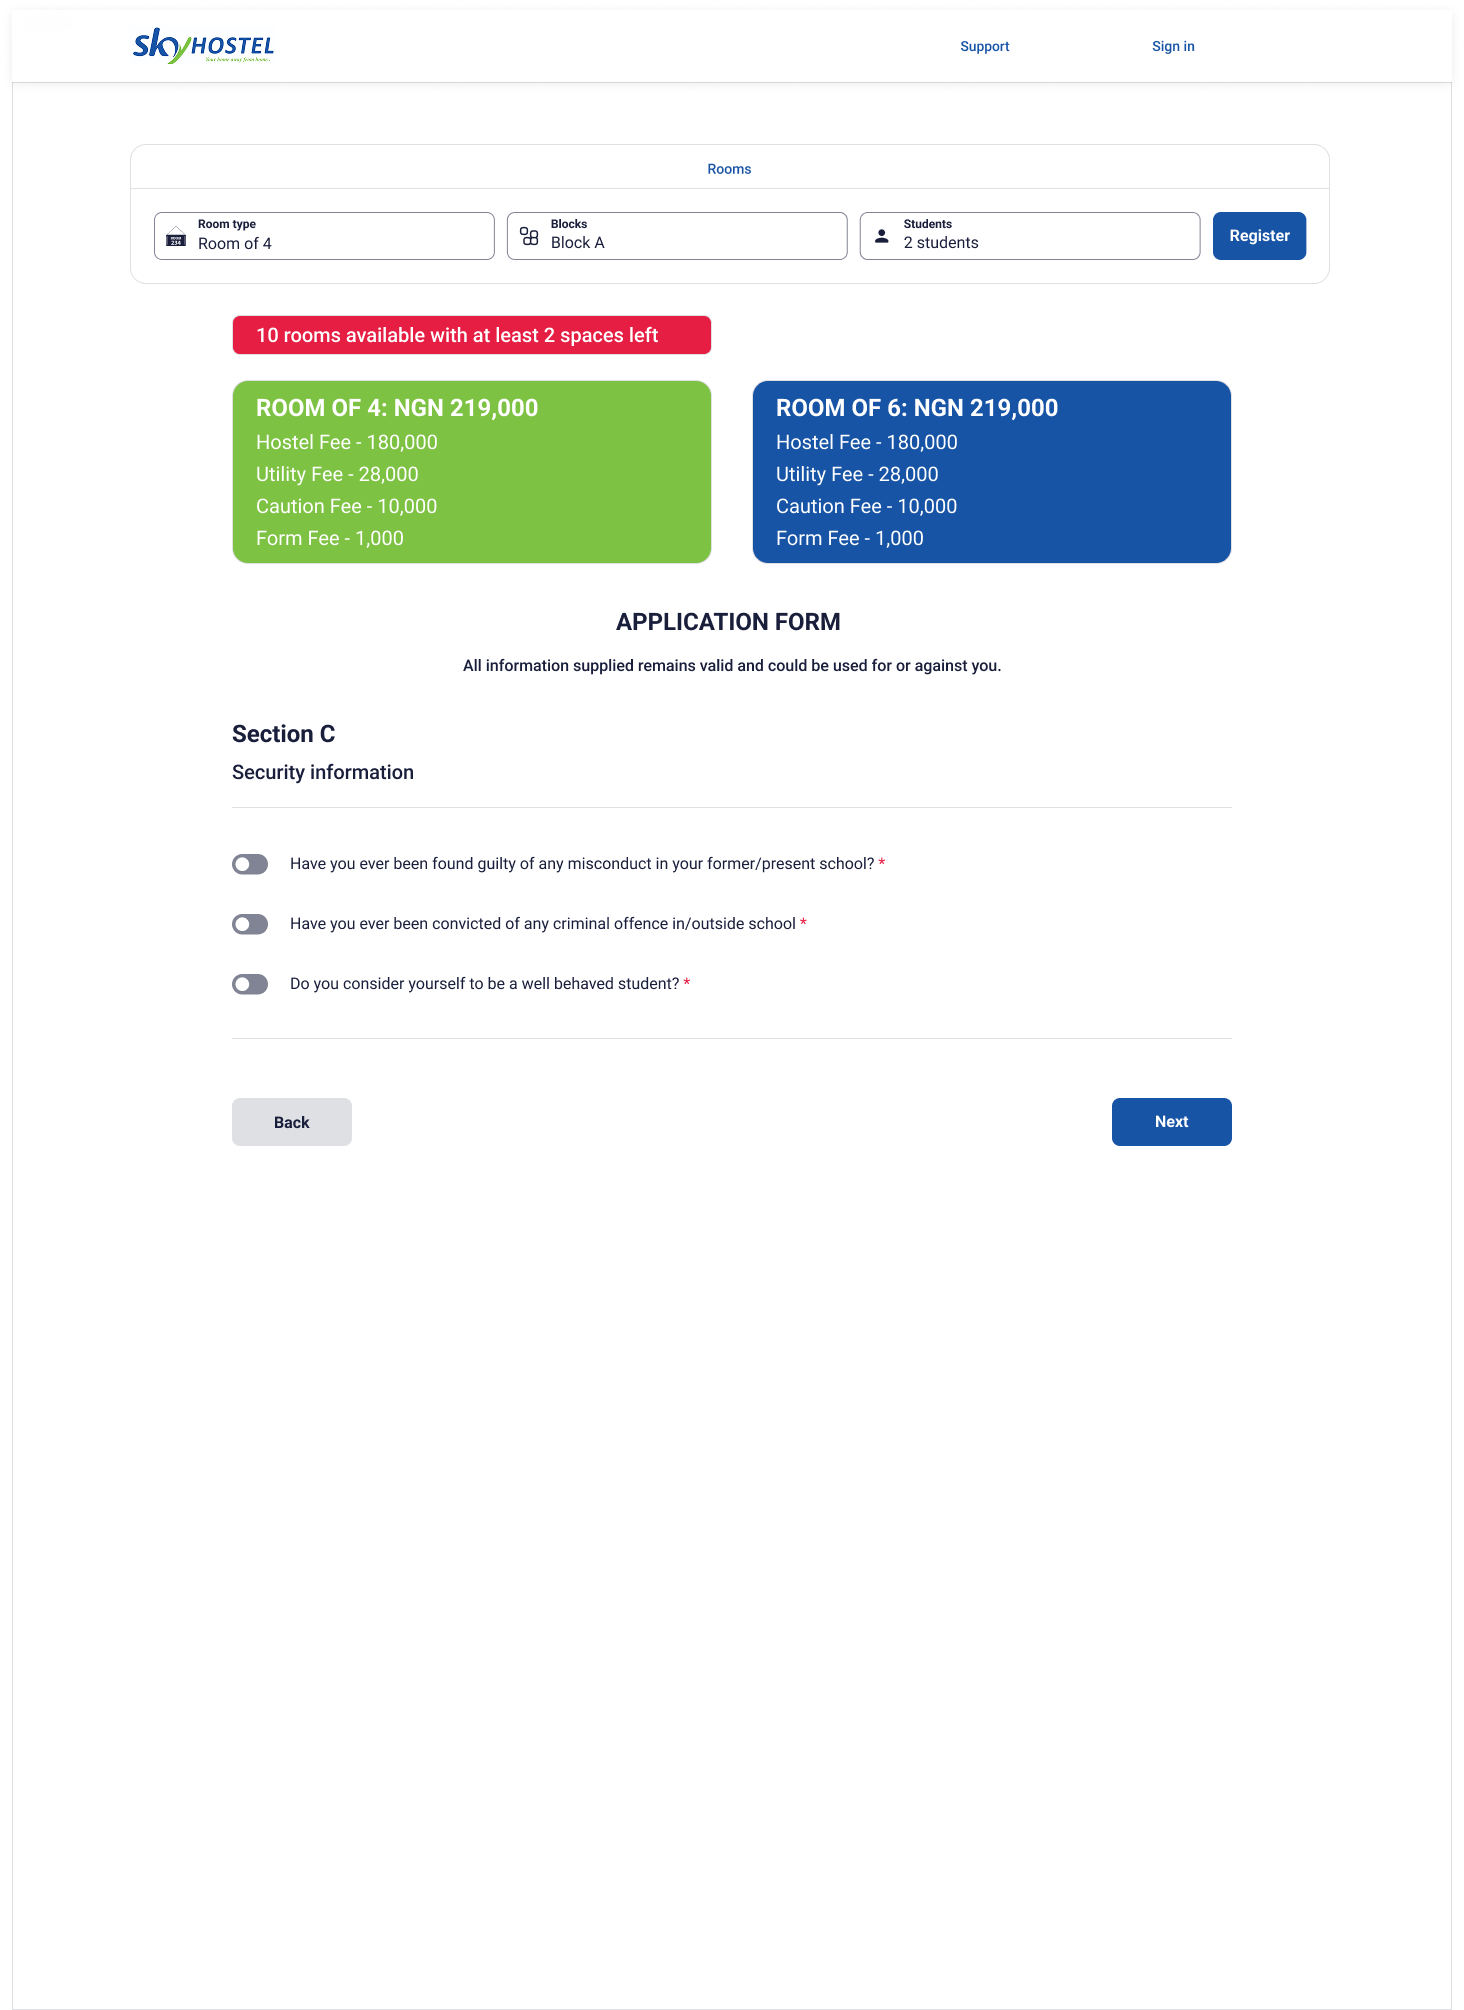 skyHOSTEL
Your home away from home..
Support
Sign in
Rooms
Room type
Room of 4
Blocks
Block A
Students
2 students
Register
10 rooms available with at least 2 spaces left
ROOM OF 4: NGN 219,000
Hostel Fee - 180,000
Utility Fee - 28,000
Caution Fee - 10,000
Form Fee - 1,000
ROOM OF 6: NGN 219,000
Hostel Fee - 180,000
Utility Fee - 28,000
Caution Fee - 10,000
Form Fee - 1,000
APPLICATION FORM
All information supplied remains valid and could be used for or against you.
Section C
Security information
Have you ever been found guilty of any misconduct in your former/present school? *
Have you ever been convicted of any criminal offence in/outside school *
Do you consider yourself to be a well behaved student? *
Back
Next